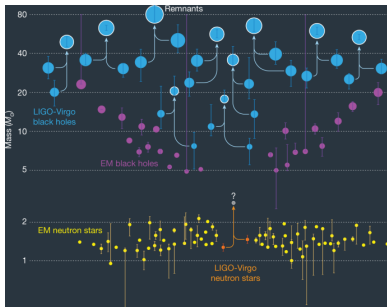 Remnants
80
40
20
LIGO-Virgo
black holes
Mass (M⊙)
10
EM black holes
5
?
2
EM neutron stars
1
LIGO-Virgo
neutron stars